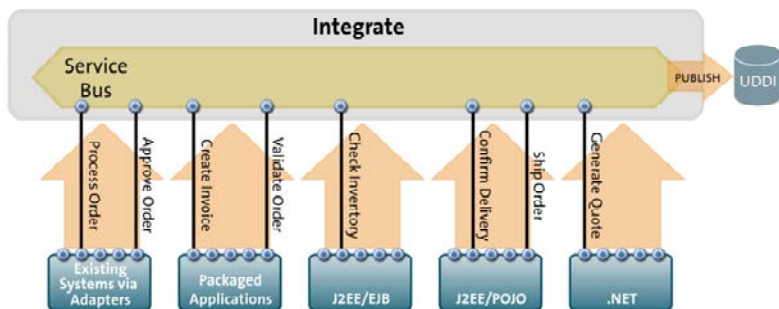 Integrate
Service
Bus
PUBLISH
UDDI
Process Order
Approve Order
Create Invoice
Validate Order
Check Inventory
Confirm Delivery
Ship Order
Generate Quote
Existing
Systems via
Adapters
Packaged
Applications
J2EE/EJB
J2EE/POJO
.NET